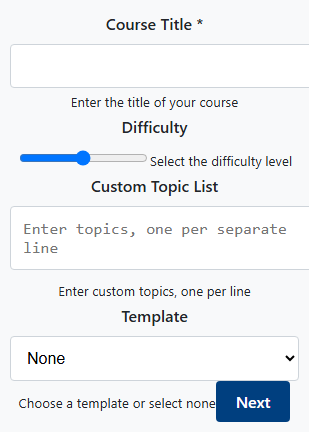 Course Title *
Enter the title of your course
Difficulty
Select the difficulty level
Custom Topic List
Enter topics, one per separate
line
Enter custom topics, one per line
Template
None
Choose a template or select none
Next